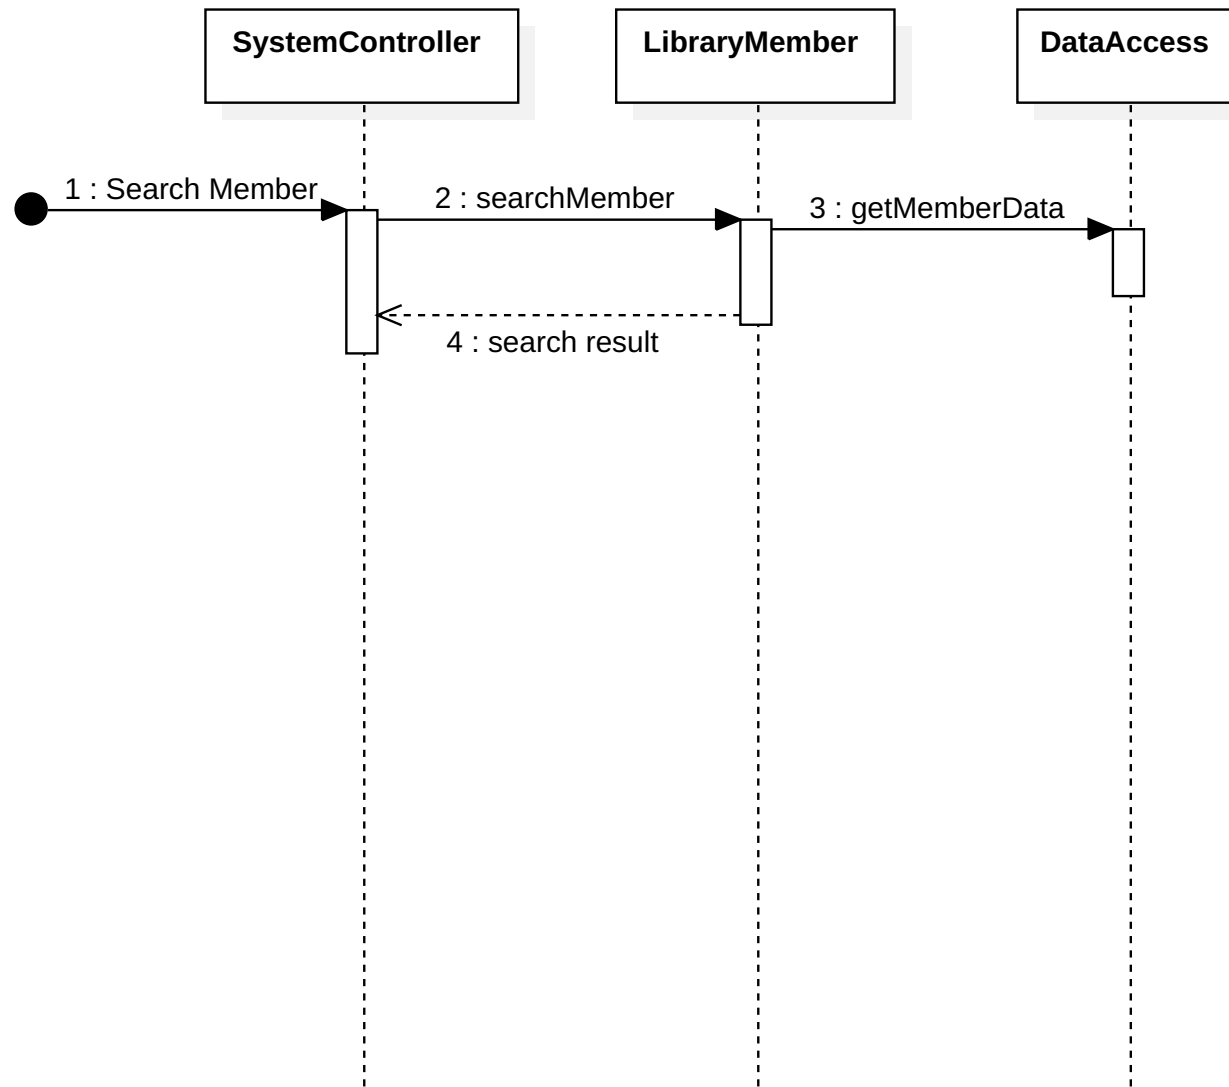 SystemController
LibraryMember
DataAccess
1 : Search Member
2 : searchMember
3 : getMemberData
4 : search result